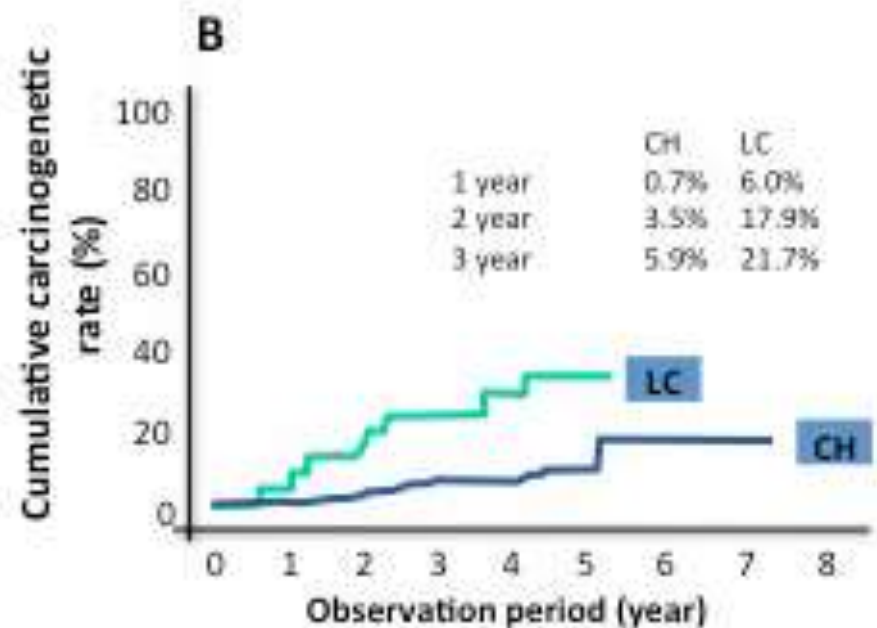 B
Cumulative carcinogenetic
rate (%)
100
80
60
40
20
0
CH LC
1 year 0.7% 6.0%
2 year 3.5% 17.9%
3 year 5.9% 21.7%
LC
CH
0 1 2 3 4 5 6 7 8
Observation period (year)